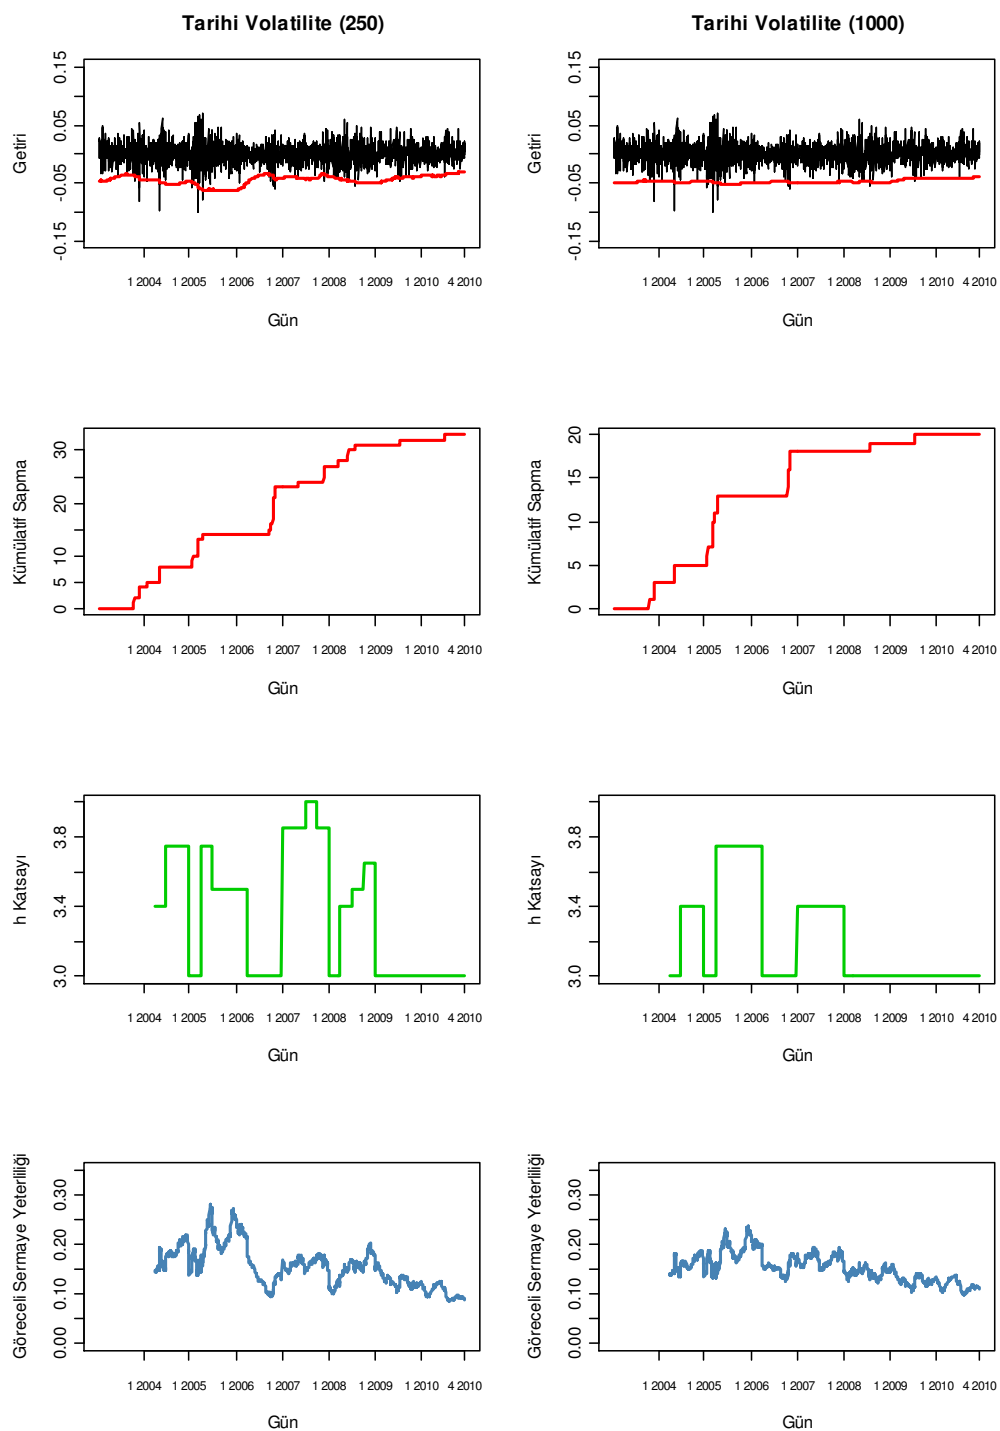 Tarihi Volatilite (250)
Getiri
0.15
0.05
-0.05
-0.15
1 2004 1 2005 1 2006 1 2007 1 2008 1 2009 1 2010 4 2010
Gün
Tarihi Volatilite (1000)
Getiri
0.15
0.05
-0.05
-0.15
1 2004 1 2005 1 2006 1 2007 1 2008 1 2009 1 2010 4 2010
Gün
Kümülatif Sapma
30
20
10
5
0
1 2004 1 2005 1 2006 1 2007 1 2008 1 2009 1 2010 4 2010
Gün
Kümülatif Sapma
20
15
10
5
0
1 2004 1 2005 1 2006 1 2007 1 2008 1 2009 1 2010 4 2010
Gün
h Katsayı
3.8
3.4
3.0
1 2004 1 2005 1 2006 1 2007 1 2008 1 2009 1 2010 4 2010
Gün
h Katsayı
3.8
3.4
3.0
1 2004 1 2005 1 2006 1 2007 1 2008 1 2009 1 2010 4 2010
Gün
Göreceli Sermaye Yeterliliği
0.30
0.20
0.10
0.00
1 2004 1 2005 1 2006 1 2007 1 2008 1 2009 1 2010 4 2010
Gün
Göreceli Sermaye Yeterliliği
0.30
0.20
0.10
0.00
1 2004 1 2005 1 2006 1 2007 1 2008 1 2009 1 2010 4 2010
Gün